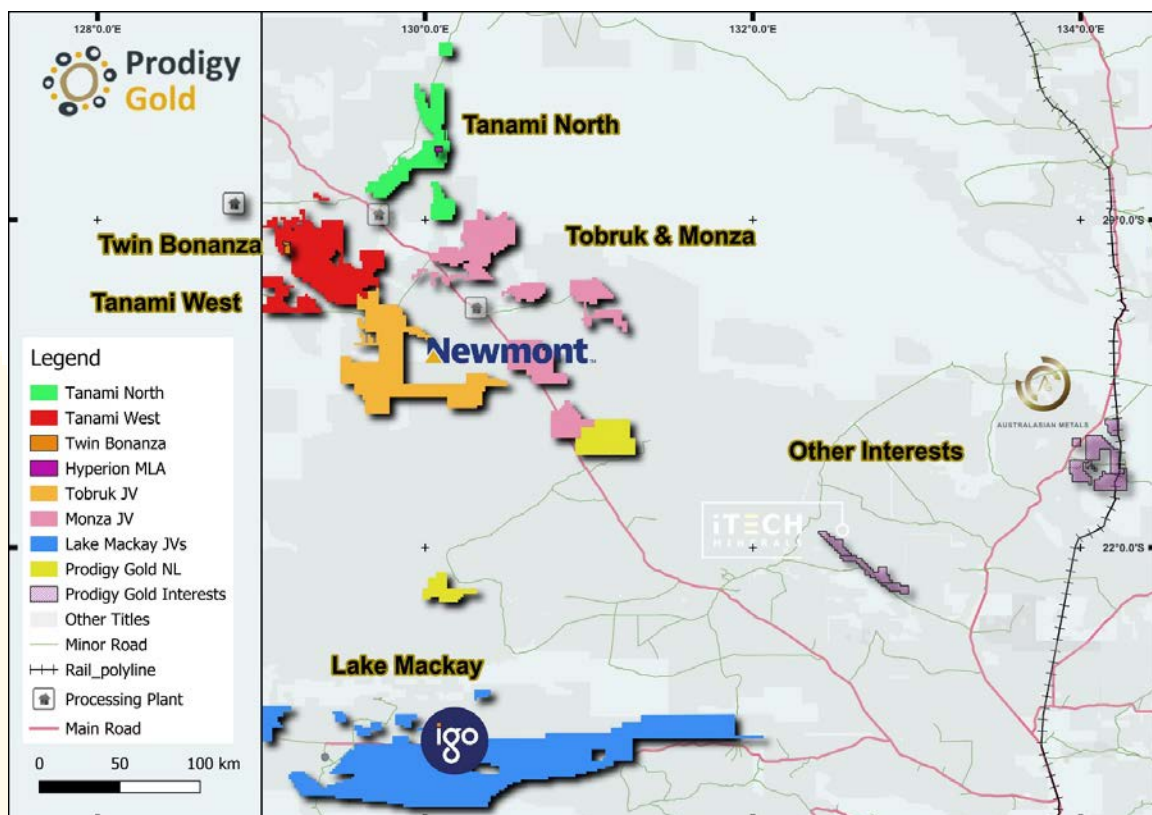 128°0.0'E
130°0.0'E
132°0.0'E
134°0.0'E
Prodigy
Gold
Tanami North
29°0.0'S
Twin Bonanza
Tobruk & Monza
Tanami West
Newmont™
Legend
Tanami North
Tanami West
Twin Bonanza
Hyperion MLA
Tobruk JV
Monza JV
Lake Mackay JVs
Prodigy Gold NL
Prodigy Gold Interests
Other Titles
Minor Road
Rail_polyline
Processing Plant
Main Road
0 50 100 km
AUSTRALASIAN METALS
Other Interests
iTECH
MINERALS
22°0.0'S
Lake Mackay
igo